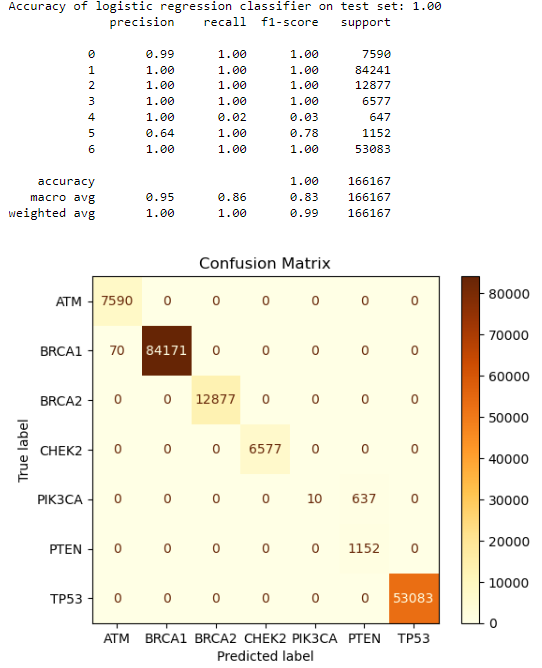 Accuracy of logistic regression classifier on test set: 1.00
precision recall f1-score support
0 0.99 1.00 1.00 7590
1 1.00 1.00 1.00 84241
2 1.00 1.00 1.00 12877
3 1.00 1.00 1.00 6577
4 1.00 0.02 0.03 647
5 0.64 1.00 0.78 1152
6 1.00 1.00 1.00 53083
accuracy 1.00 166167
macro avg 0.95 0.86 0.83 166167
weighted avg 1.00 1.00 0.99 166167
Confusion Matrix
ATM 7590 0 0 0 0 0 0
BRCA1 70 84171 0 0 0 0 0
BRCA2 0 0 12877 0 0 0 0
CHEK2 0 0 0 6577 0 0 0
PIK3CA 0 0 0 0 10 637 0
PTEN 0 0 0 0 0 1152 0
TP53 0 0 0 0 0 0 53083
ATM BRCA1 BRCA2 CHEK2 PIK3CA PTEN TP53
Predicted label
True label
80000
70000
60000
50000
40000
30000
20000
10000
0